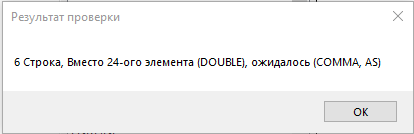 Результат проверки
6 Строка, Вместо 24-ого элемента (DOUBLE), ожидалось (COMMA, AS)
OK